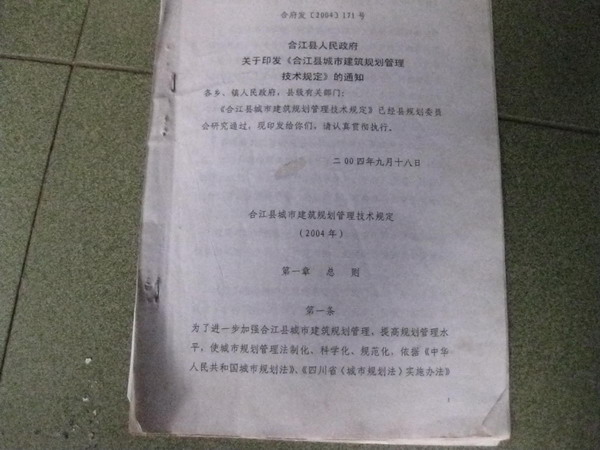 合府发〔2004〕171号
合江县人民政府
关于印发《合江县城市建筑规划管理
技术规定》的通知
各乡、镇人民政府，县级有关部门：
《合江县城市建筑规划管理技术规定》已经县规划委员
会研究通过，现印发给你们，请认真贯彻执行。
二00四年九月十八日
合江县城市建筑规划管理技术规定
（2004年）
第一章 总 则
第一条
为了进一步加强合江县城市建筑规划管理、提高规划管理水
平，使城市规划管理法制化、科学化、规范化，依据《中华
人民共和国城市规划法》、《四川省〈城市规划法〉实施办法》